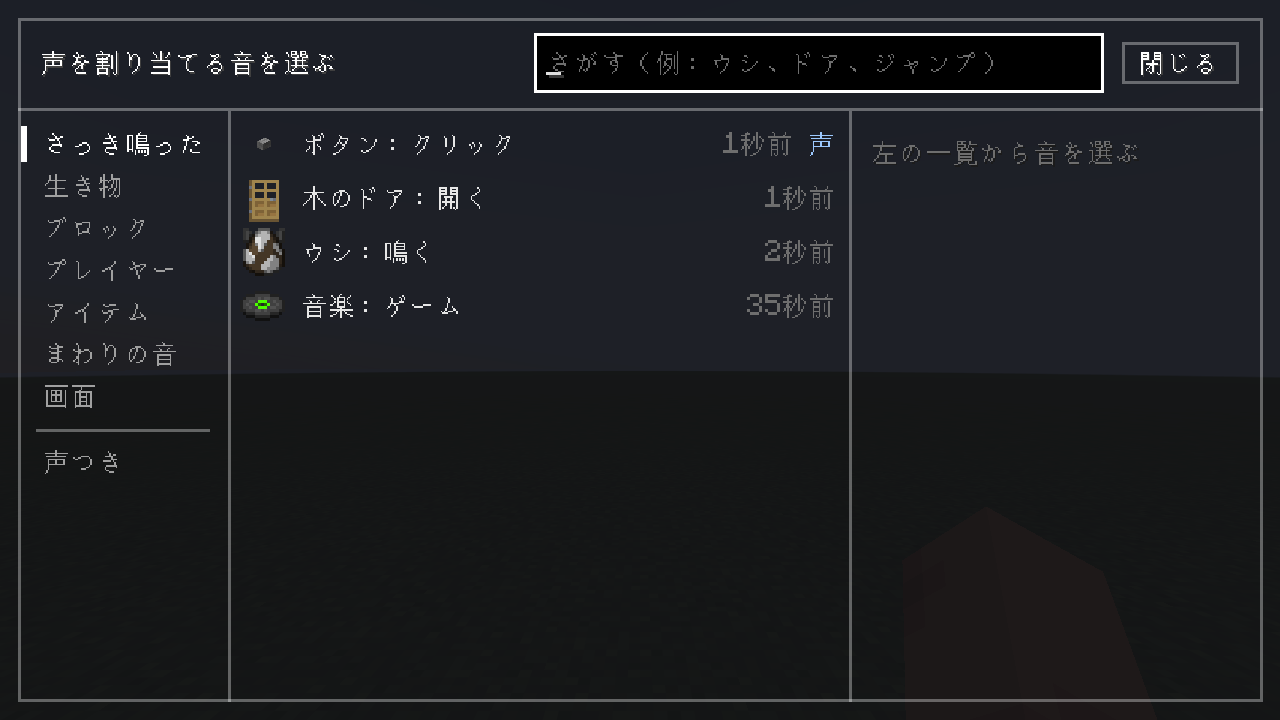 声を割り当てる音を選ぶ
さがす(例:ウシ、ドア、ジャンプ)
閉じる
さっき鳴った
生き物
ブロック
プレイヤー
アイテム
まわりの音
画面
声つき
ボタン: クリック 1秒前 声
木のドア: 開く 1秒前
ウシ: 鳴く 2秒前
音楽: ゲーム 35秒前
左の一覧から音を選ぶ